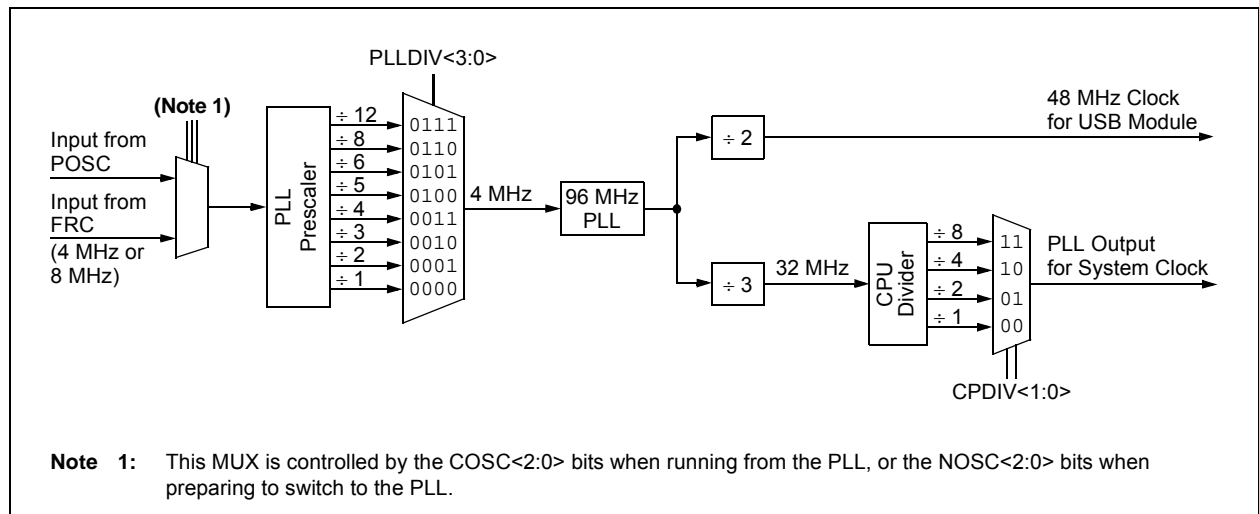 PLLDIV<3:0>
(Note 1)
Input from
POSC
Input from
FRC
(4 MHz or
8 MHz)
PLL
Prescaler
÷ 12
÷ 8
÷ 6
÷ 5
÷ 4
÷ 3
÷ 2
÷ 1
0111
0110
0101
0100
0011
0010
0001
0000
4 MHz
96 MHz
PLL
÷ 2
48 MHz Clock
for USB Module
÷ 3
32 MHz
CPU
Divider
÷ 8
÷ 4
÷ 2
÷ 1
11
10
01
00
PLL Output
for System Clock
CPDIV<1:0>
Note 1: This MUX is controlled by the COSC<2:0> bits when running from the PLL, or the NOSC<2:0> bits when
preparing to switch to the PLL.